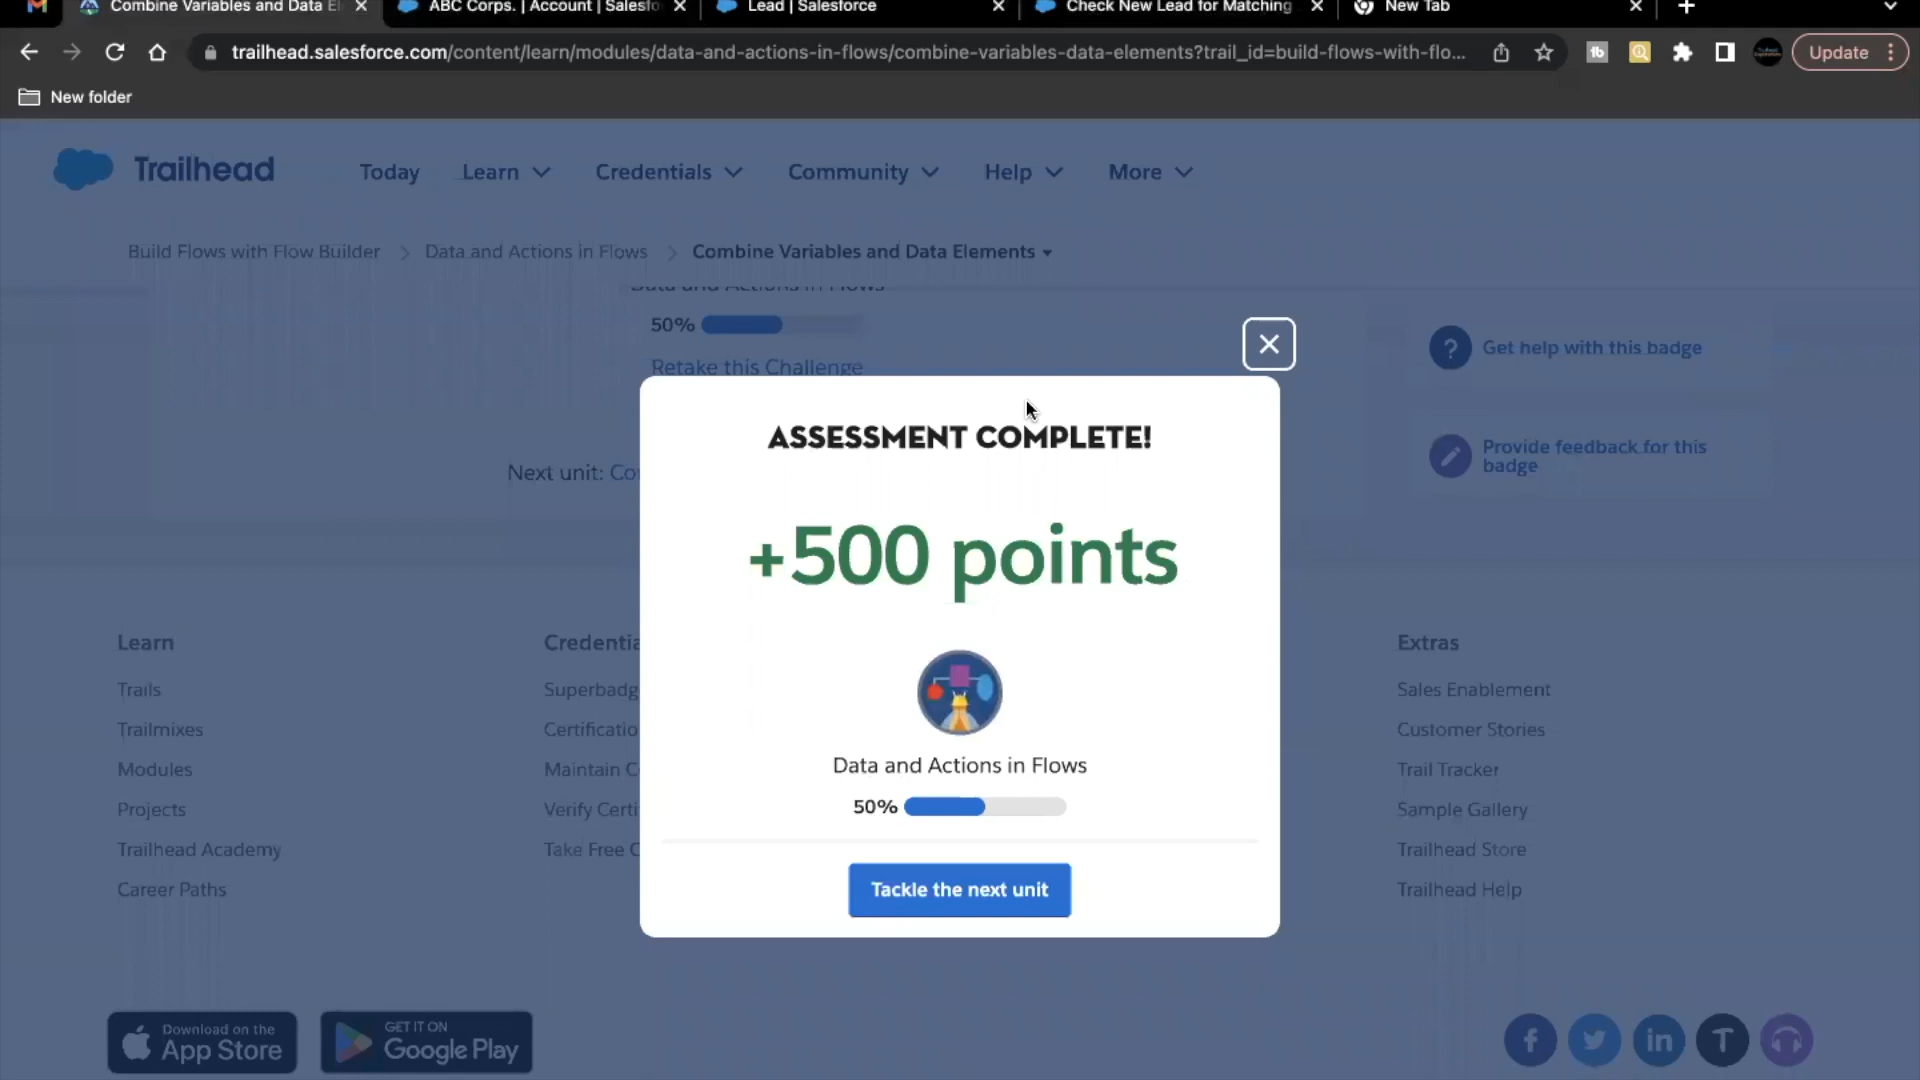 Combine Variables and Data El
ABC Corps. | Account | Salesfo
Lead | Salesforce
Check New Lead for Matching
New Tab
trailhead.salesforce.com/content/learn/modules/data-and-actions-in-flows/combine-variables-data-elements?trail_id=build-flows-with-flo...
Update
New folder
Trailhead
Today
Learn
Credentials
Community
Help
More
Build Flows with Flow Builder
Data and Actions in Flows
Combine Variables and Data Elements
Data and Actions in Flows
50%
Retake this Challenge
Next unit: Co
Get help with this badge
Provide feedback for this
badge
ASSESSMENT COMPLETE!
+500 points
Data and Actions in Flows
50%
Tackle the next unit
Learn
Trails
Trailmixes
Modules
Projects
Trailhead Academy
Career Paths
Credentia
Superbadg
Certificatio
Maintain C
Verify Certi
Take Free C
Extras
Sales Enablement
Customer Stories
Trail Tracker
Sample Gallery
Trailhead Store
Trailhead Help
Download on the
App Store
GET IT ON
Google Play